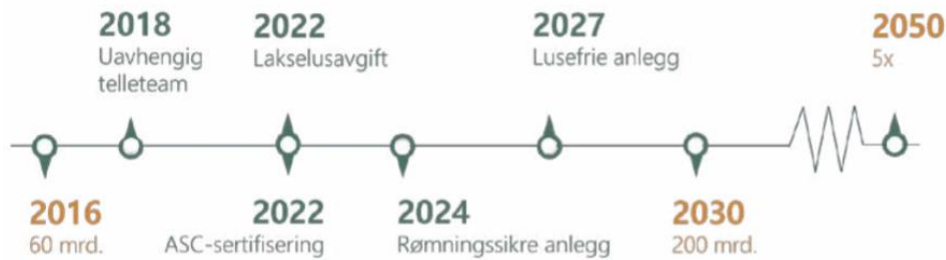 2018
Uavhengig
telleteam
2022
Lakselusavgift
2027
Lusefrie anlegg
2050
5x
2016
60 mrd.
2022
ASC-sertifisering
2024
Rømningssikre anlegg
2030
200 mrd.